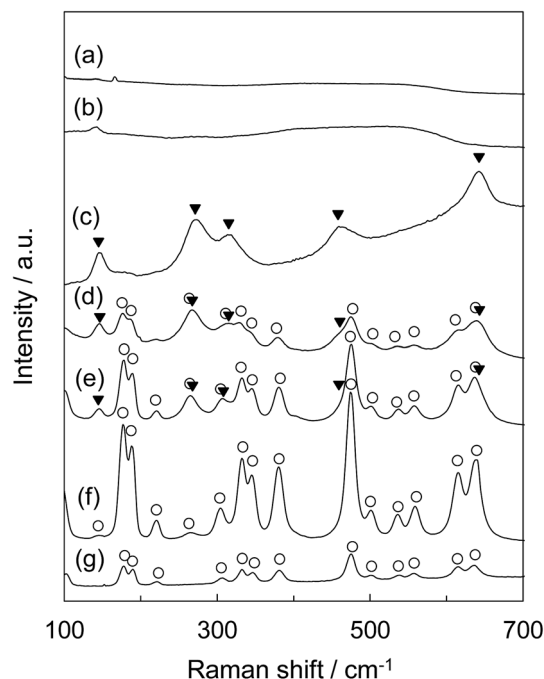 (a)
(b)
(c)
(d)
(e)
(f)
(g)
Intensity / a.u.
100 300 500 700
Raman shift / cm⁻¹